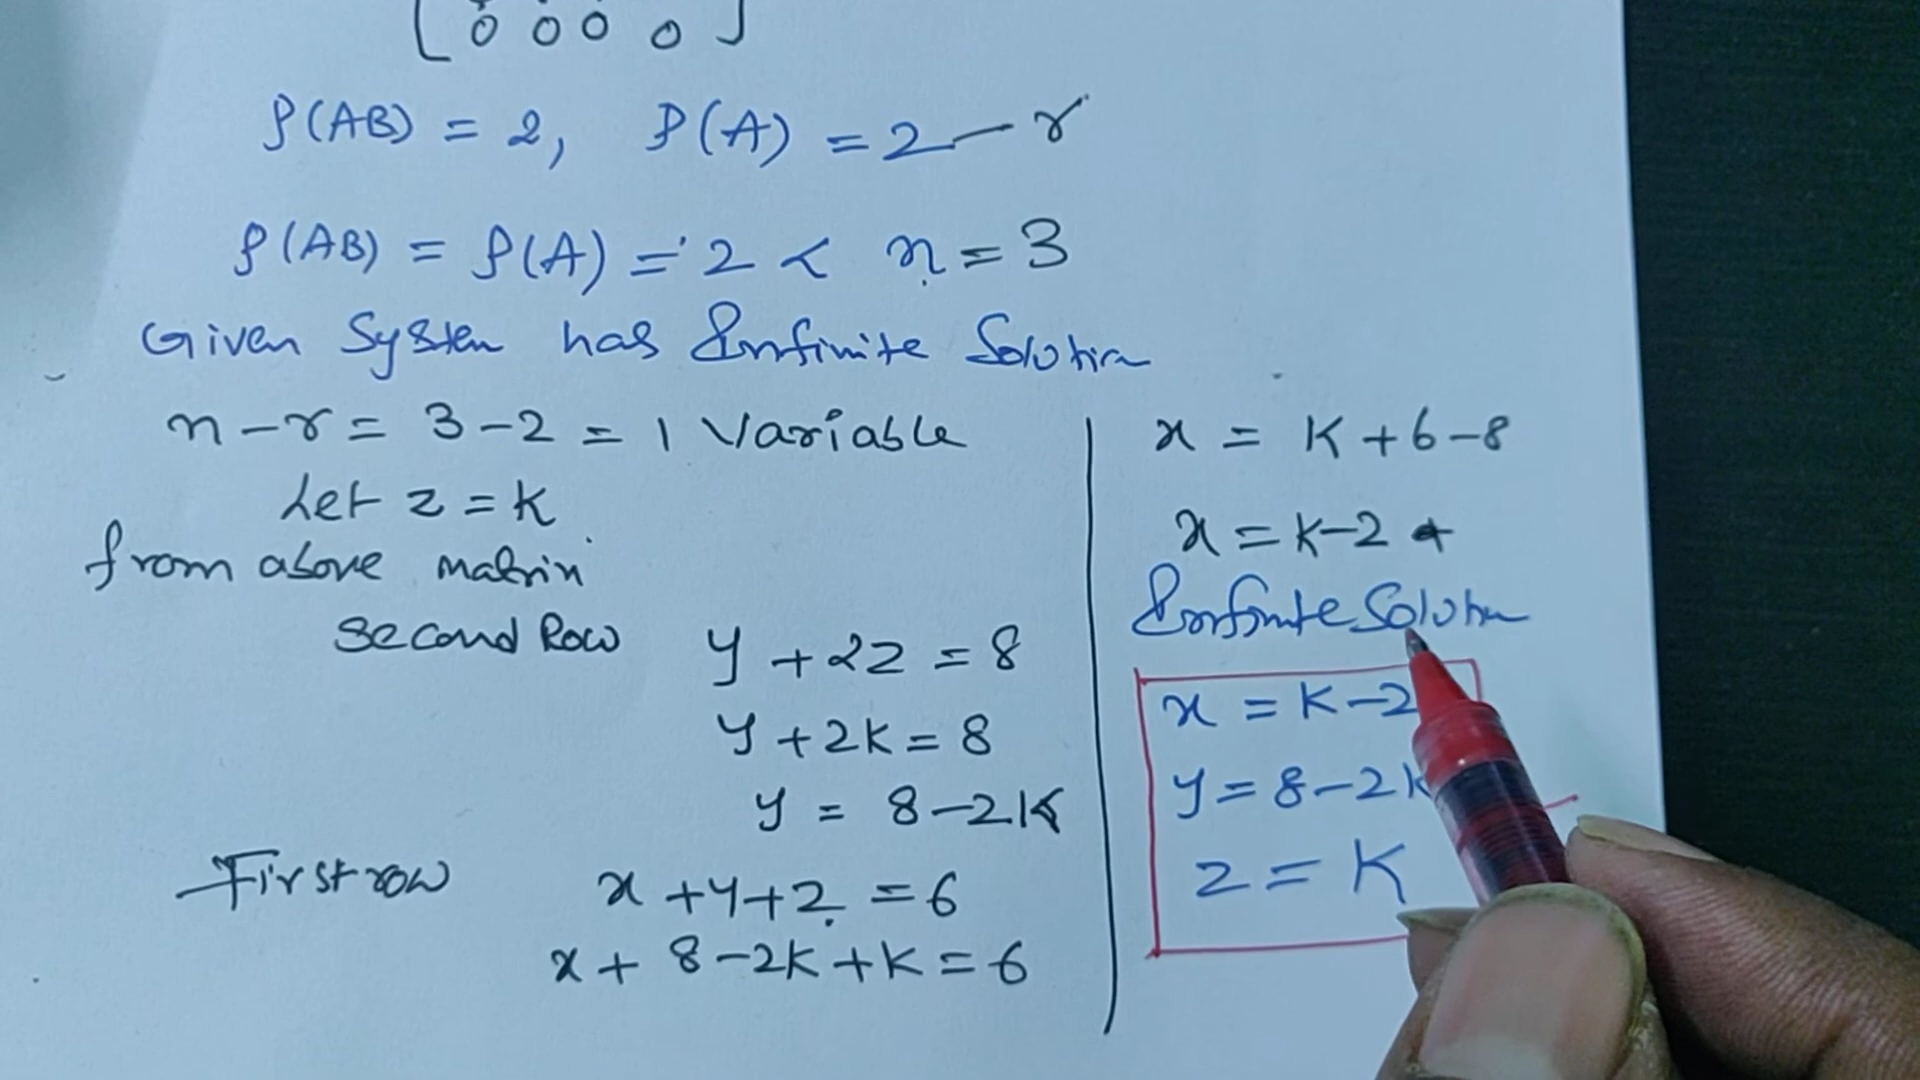 [ 0 0 0 0 ]
ρ(AB) = 2, ρ(A) = 2 — r
ρ(AB) = ρ(A) = 2 < n = 3
Given System has Infinite Solution
n - r = 3 - 2 = 1 Variable
Let z = K
from above matrix
second Row y + 2z = 8
y + 2K = 8
y = 8 - 2K
First row x + y + z = 6
x + 8 - 2K + K = 6
x = K + 6 - 8
x = K - 2
Infinite Solution
x = K - 2
y = 8 - 2K
z = K